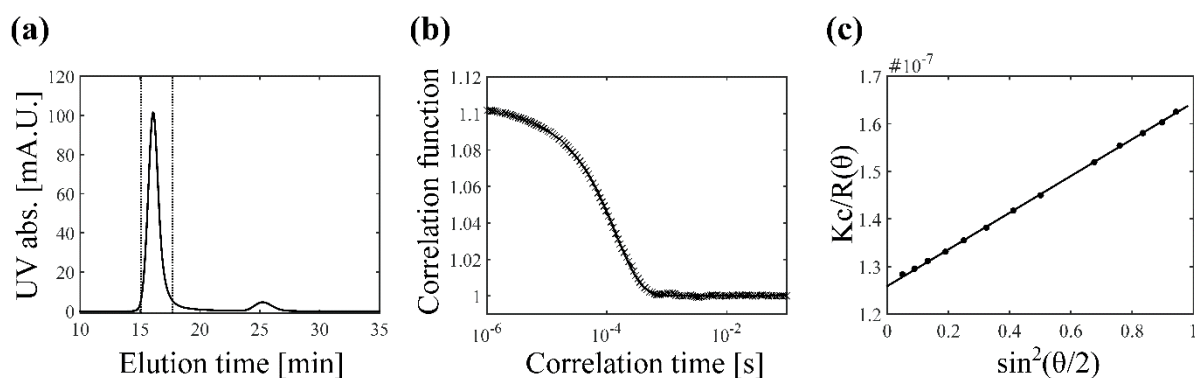 (a)
UV abs. [mA.U.]
120
100
80
60
40
20
0
10 15 20 25 30 35
Elution time [min]
(b)
Correlation function
1.12
1.1
1.08
1.06
1.04
1.02
1
10-6 10-4 10-2
Correlation time [s]
(c)
#10-7
Kc/R(θ)
1.7
1.6
1.5
1.4
1.3
1.2
0 0.2 0.4 0.6 0.8 1
sin2(θ/2)